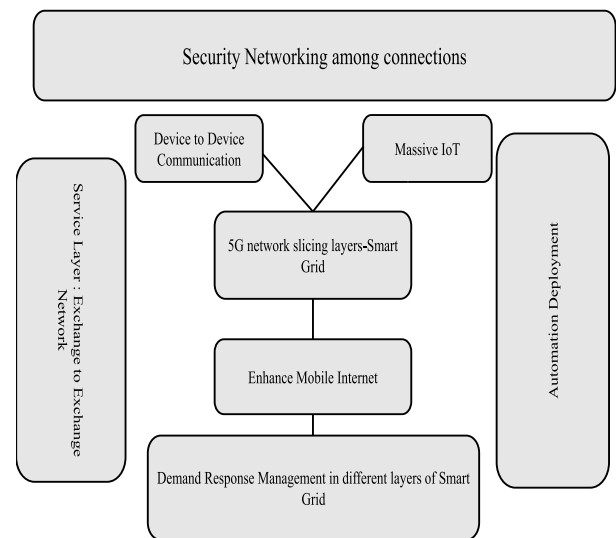 Security Networking among connections
Device to Device
Communication
Massive IoT
Service Layer : Exchange to Exchange
Network
5G network slicing layers-Smart
Grid
Automation Deployment
Enhance Mobile Internet
Demand Response Management in different layers of Smart
Grid